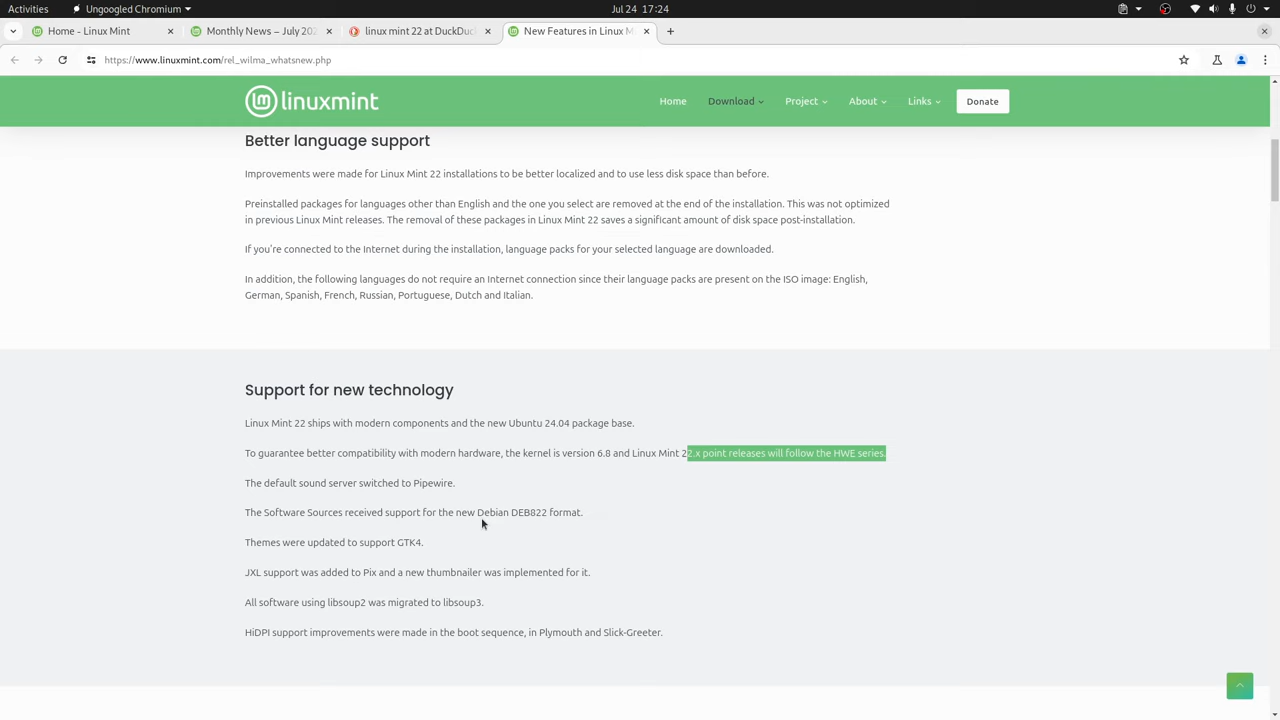 Activities
Ungoogled Chromium
Jul 24 17:24
Home - Linux Mint
Monthly News – July 202
linux mint 22 at DuckDuc
New Features in Linux M
https://www.linuxmint.com/rel_wilma_whatsnew.php
linuxmint
Home
Download
Project
About
Links
Donate
Better language support
Improvements were made for Linux Mint 22 installations to be better localized and to use less disk space than before.
Preinstalled packages for languages other than English and the one you select are removed at the end of the installation. This was not optimized
in previous Linux Mint releases. The removal of these packages in Linux Mint 22 saves a significant amount of disk space post-installation.
If you're connected to the Internet during the installation, language packs for your selected language are downloaded.
In addition, the following languages do not require an Internet connection since their language packs are present on the ISO image: English,
German, Spanish, French, Russian, Portuguese, Dutch and Italian.
Support for new technology
Linux Mint 22 ships with modern components and the new Ubuntu 24.04 package base.
To guarantee better compatibility with modern hardware, the kernel is version 6.8 and Linux Mint 22.x point releases will follow the HWE series.
The default sound server switched to Pipewire.
The Software Sources received support for the new Debian DEB822 format.
Themes were updated to support GTK4.
JXL support was added to Pix and a new thumbnailer was implemented for it.
All software using libsoup2 was migrated to libsoup3.
HiDPI support improvements were made in the boot sequence, in Plymouth and Slick-Greeter.